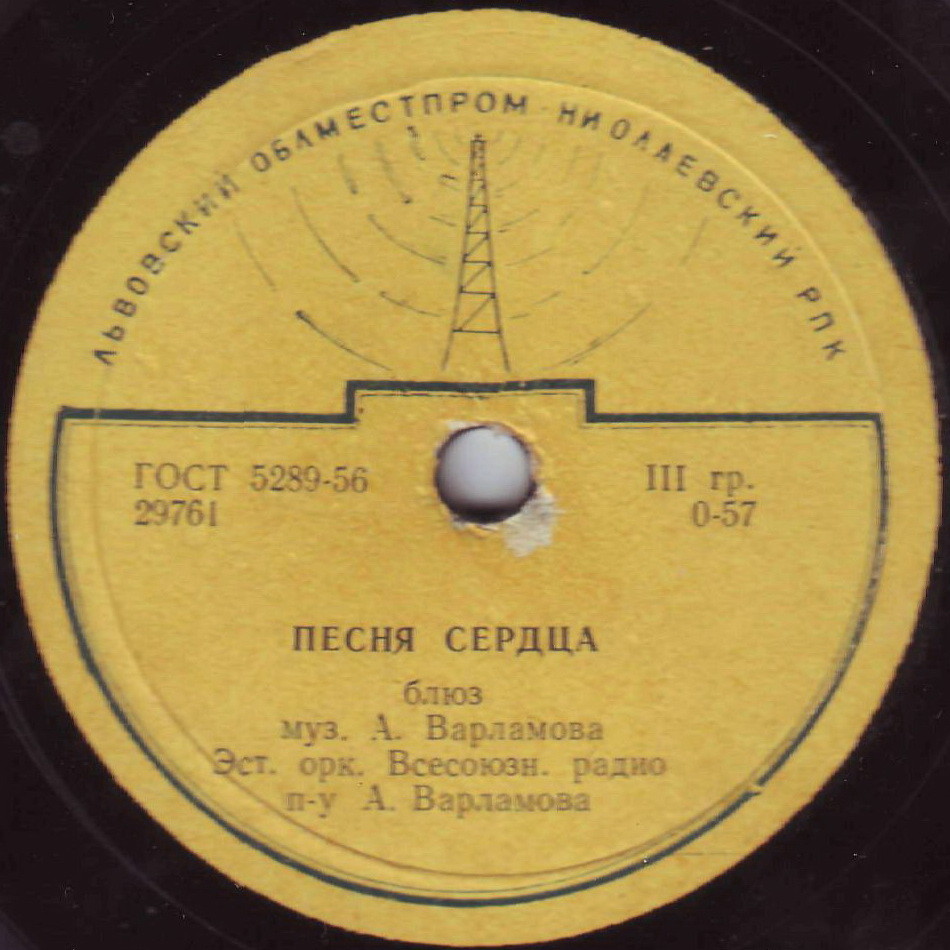 ЛЬВОВСКИЙ ОБЛМЕСТПРОМ · НИОЛАЕВСКИЙ РПК
ГОСТ 5289-56
29761
III гр.
0-57
ПЕСНЯ СЕРДЦА
блюз
муз. А. Варламова
Эст. орк. Всесоюзн. радио
п-у А. Варламова